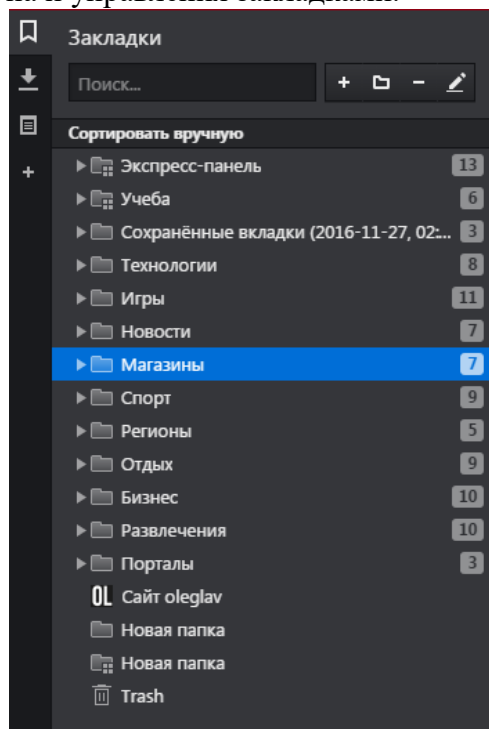 на и управления закладками.
Закладки
Поиск...
Сортировать вручную
Экспресс-панель 13
Учеба 6
Сохранённые вкладки (2016-11-27, 02:... 3
Технологии 8
Игры 11
Новости 7
Магазины 7
Спорт 9
Регионы 5
Отдых 9
Бизнес 10
Развлечения 10
Порталы 3
OL Сайт oleglav
Новая папка
Новая папка
Trash